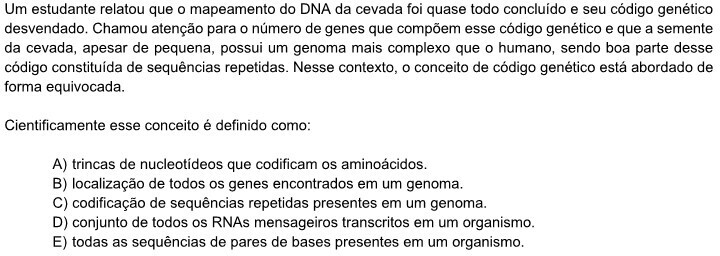 Um estudante relatou que o mapeamento do DNA da cevada foi quase todo concluído e seu código genético
desvendado. Chamou atenção para o número de genes que compõem esse código genético e que a semente
da cevada, apesar de pequena, possui um genoma mais complexo que o humano, sendo boa parte desse
código constituída de sequências repetidas. Nesse contexto, o conceito de código genético está abordado de
forma equivocada.
Cientificamente esse conceito é definido como:
A) trincas de nucleotídeos que codificam os aminoácidos.
B) localização de todos os genes encontrados em um genoma.
C) codificação de sequências repetidas presentes em um genoma.
D) conjunto de todos os RNAs mensageiros transcritos em um organismo.
E) todas as sequências de pares de bases presentes em um organismo.